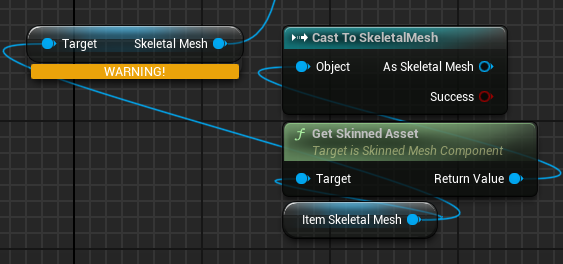 Target Skeletal Mesh
WARNING!
Cast To SkeletalMesh
Object As Skeletal Mesh
Success
f Get Skinned Asset
Target is Skinned Mesh Component
Target Return Value
Item Skeletal Mesh